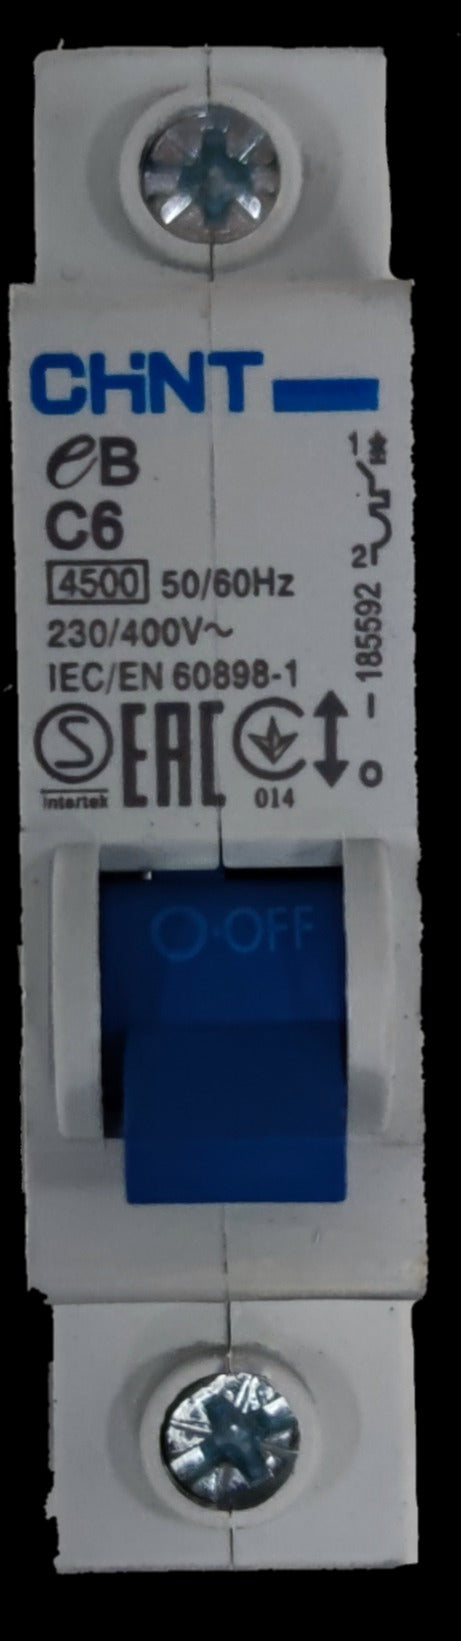 CHINT
eB
C6
4500 50/60Hz
230/400V~
IEC/EN 60898-1
1
2
185592
S
Intertek
EAC
014
I
O
O-OFF